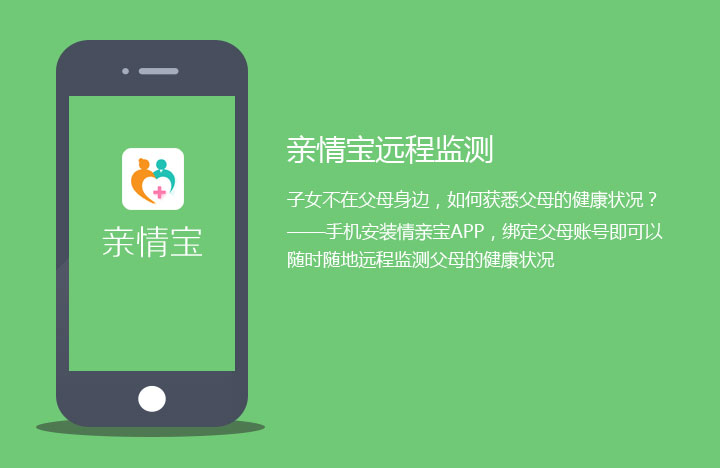 亲情宝
亲情宝远程监测
子女不在父母身边，如何获悉父母的健康状况？
——手机安装情亲宝APP，绑定父母账号即可以
随时随地远程监测父母的健康状况